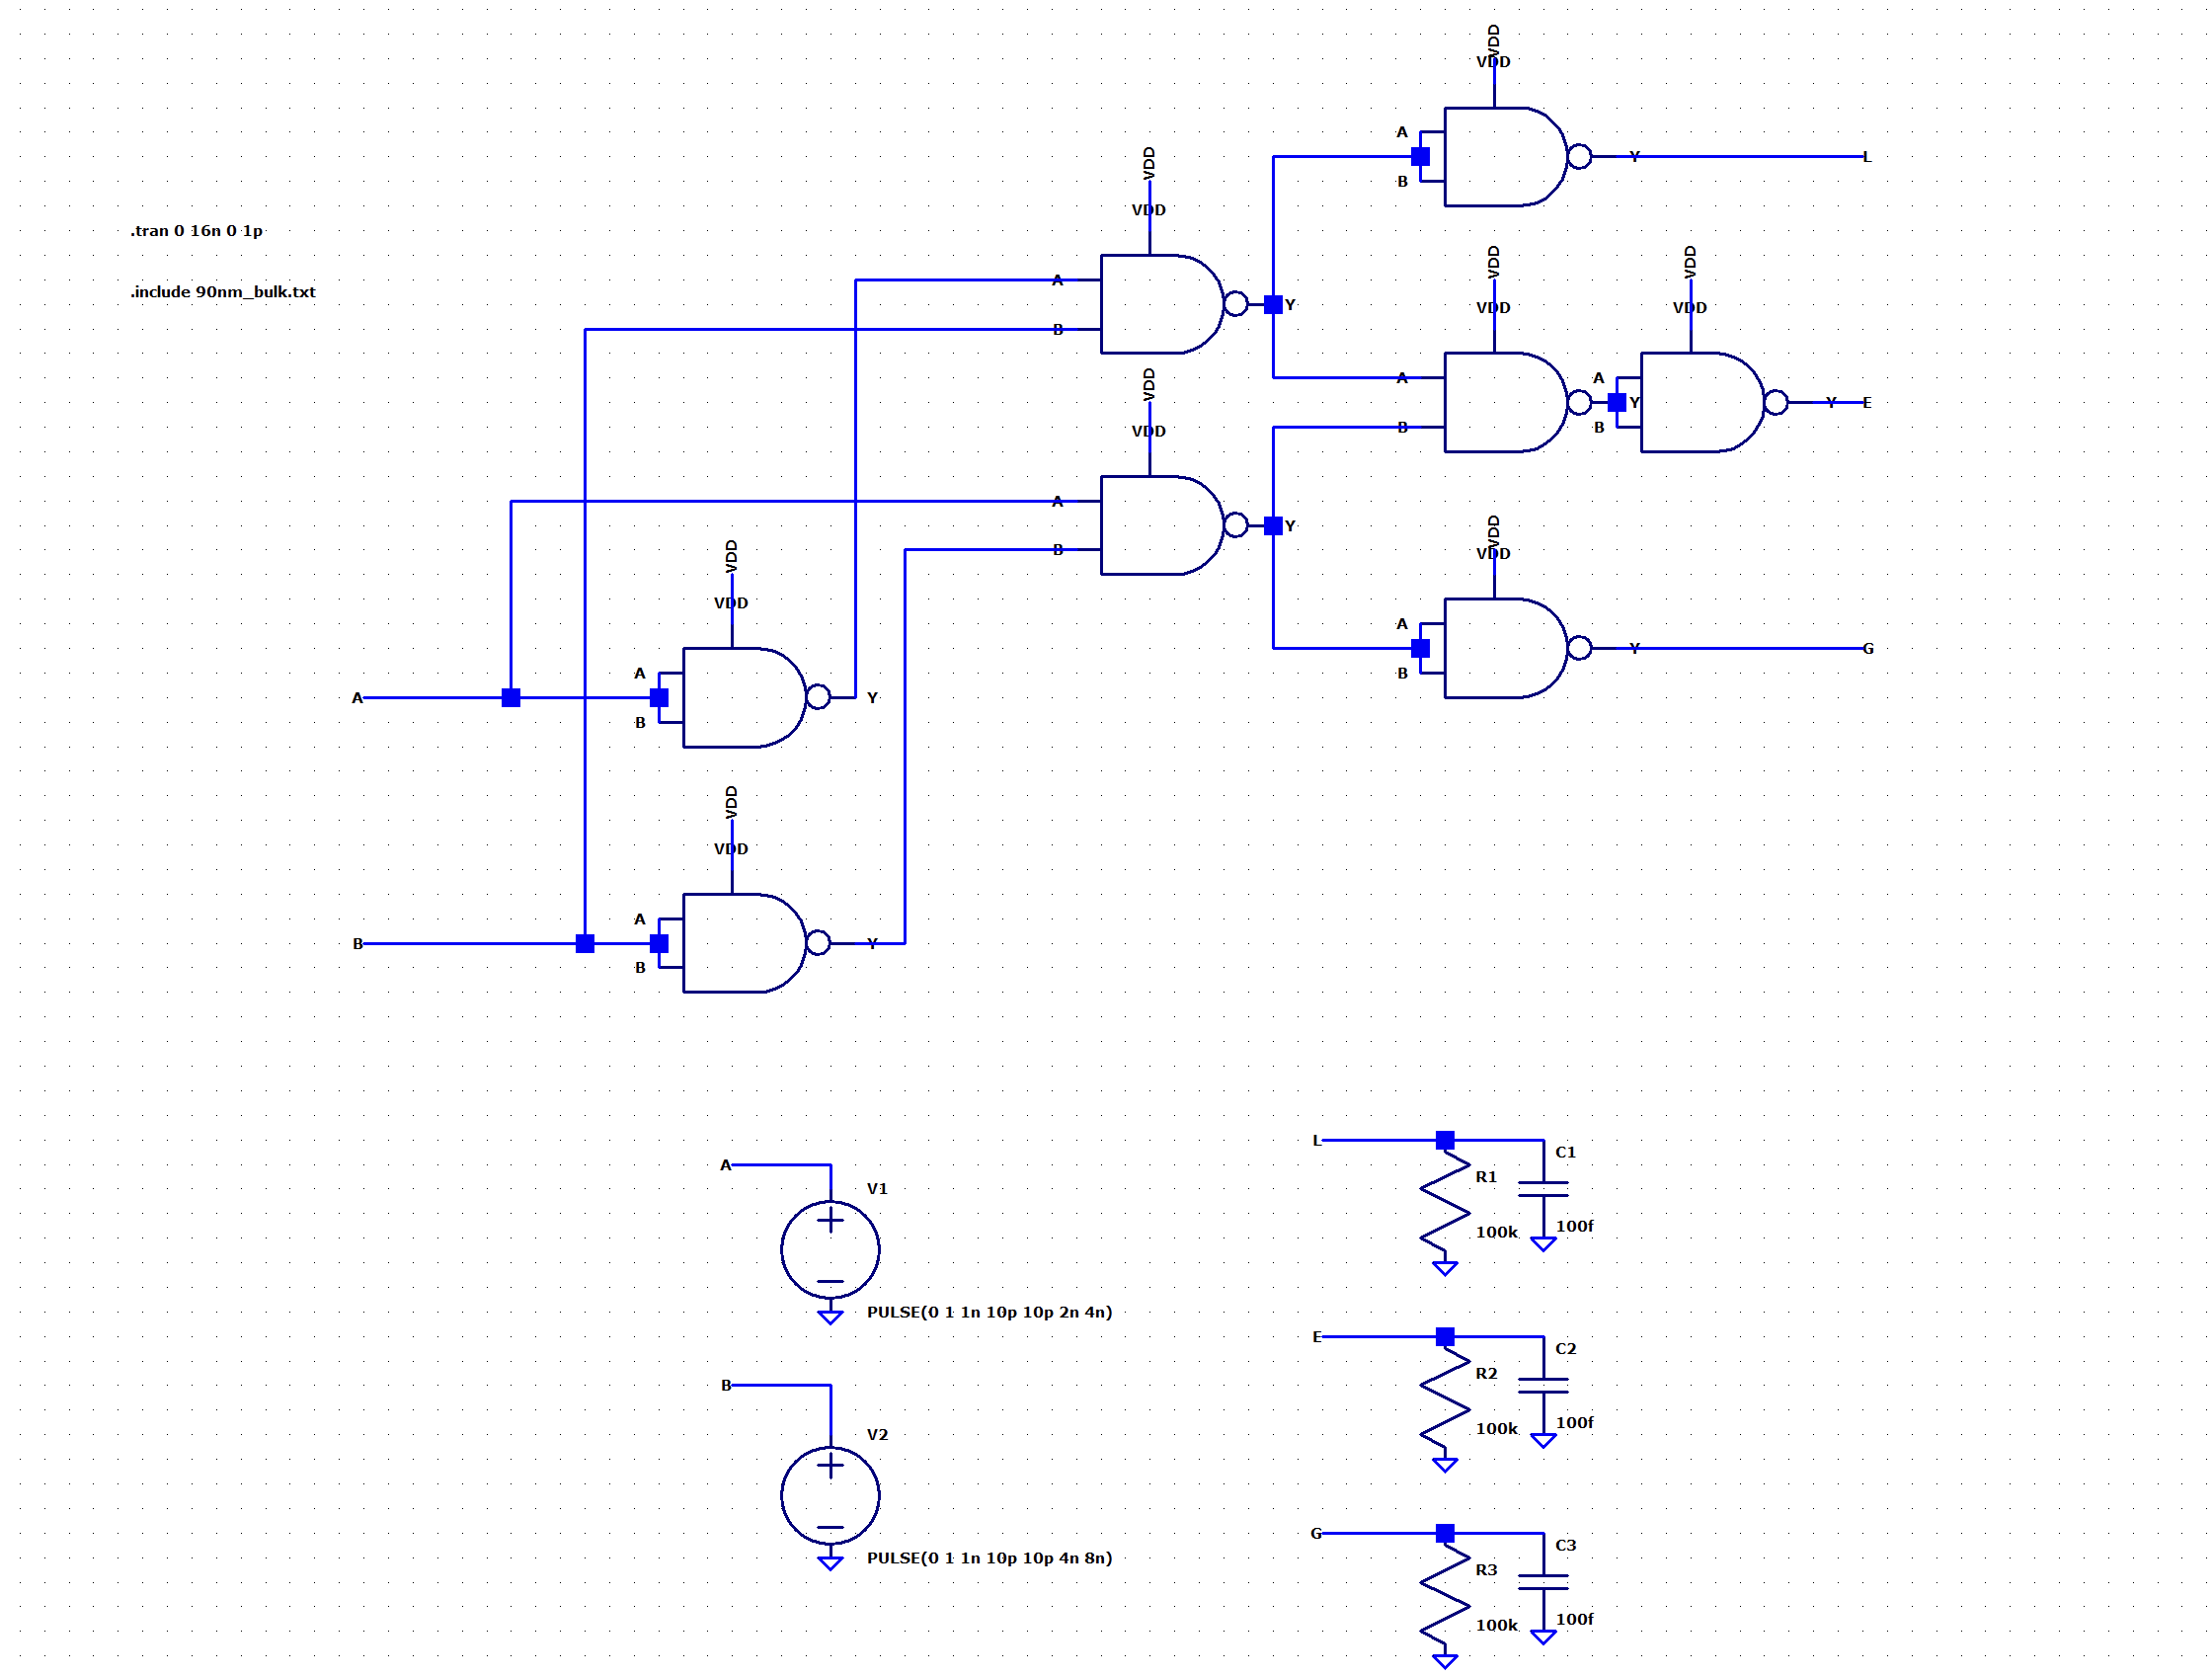 VDD
VDD
A
B
Y
L
VDD
VDD
.tran 0 16n 0 1p
.include 90nm_bulk.txt
A
B
Y
VDD
VDD
VDD
VDD
A
B
Y
A
B
Y
E
VDD
VDD
A
B
Y
VDD
VDD
A
B
Y
G
VDD
VDD
A
A
B
Y
VDD
VDD
B
A
B
Y
A
V1
PULSE(0 1 1n 10p 10p 2n 4n)
B
V2
PULSE(0 1 1n 10p 10p 4n 8n)
L
R1
100k
C1
100f
E
R2
100k
C2
100f
G
R3
100k
C3
100f